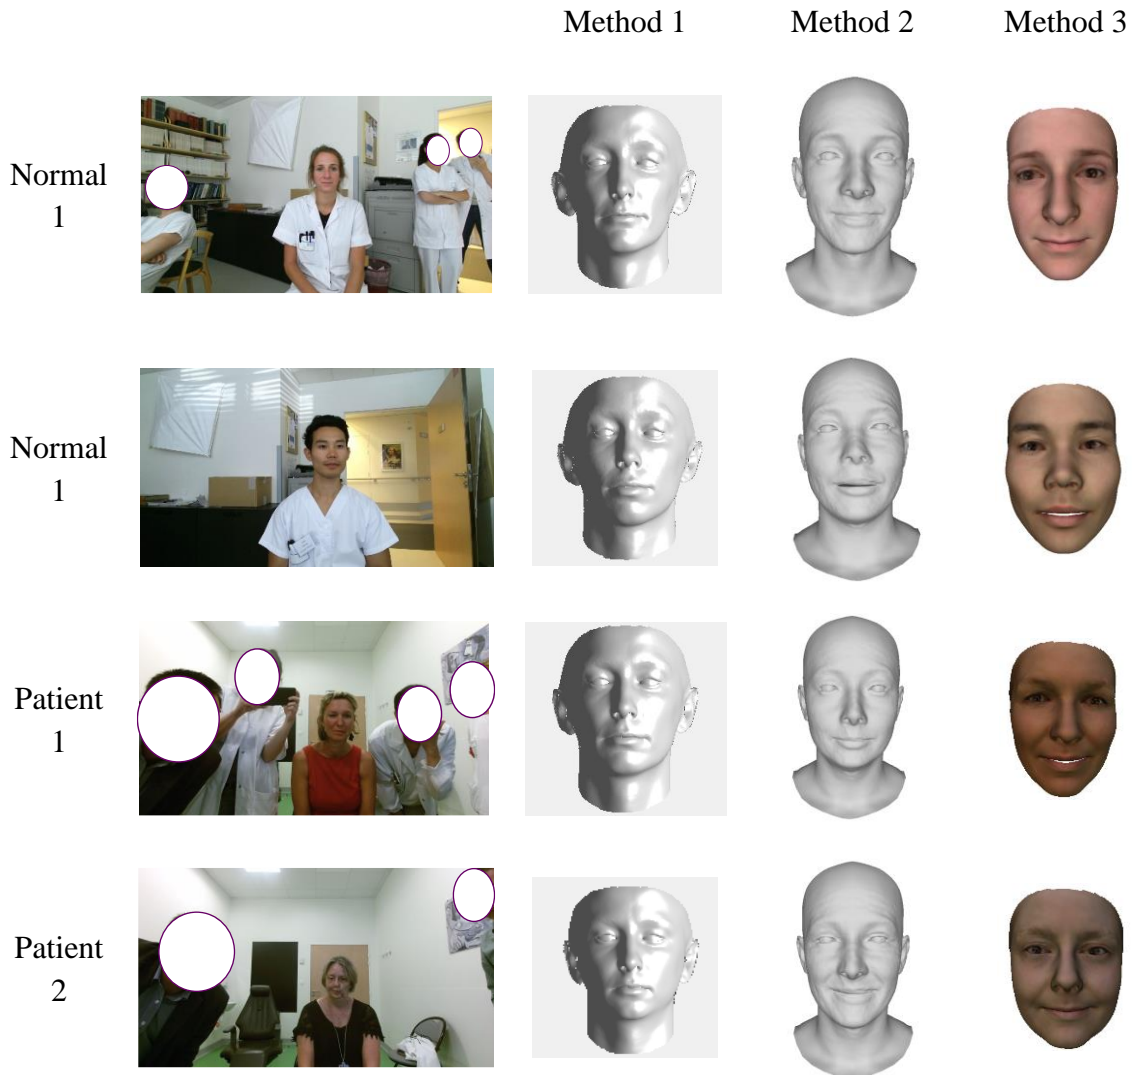 Method 1 Method 2 Method 3
Normal
1
Normal
1
Patient
1
Patient
2